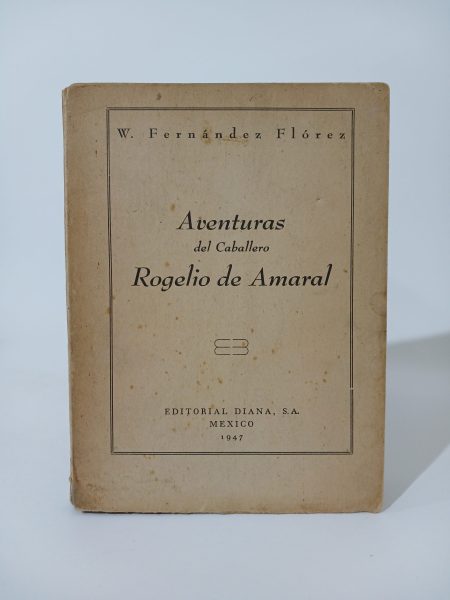 W. Fernández Flórez
Aventuras
del Caballero
Rogelio de Amaral
EDITORIAL DIANA, S.A.
MEXICO
1947